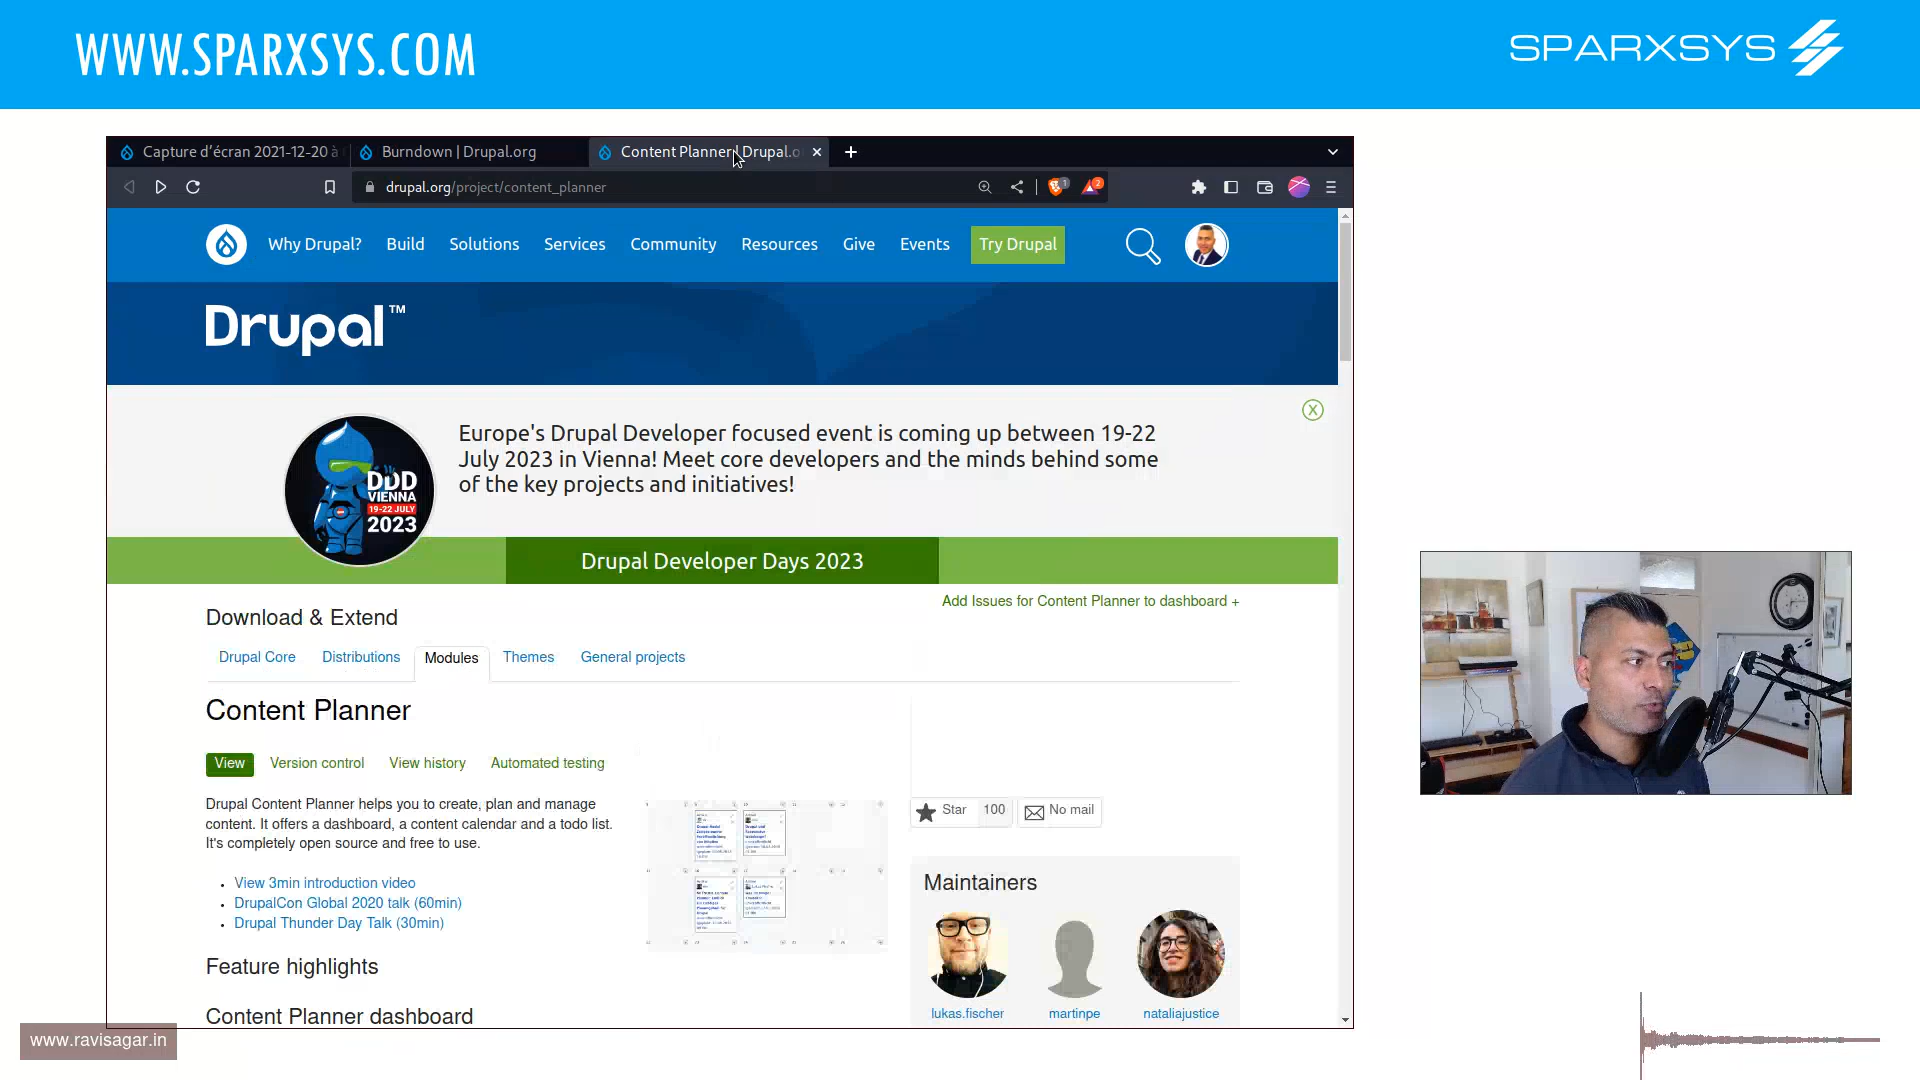 WWW.SPARXSYS.COM
SPARXSYS
Capture d'écran 2021-12-20 à
Burndown | Drupal.org
Content Planner | Drupal.o
drupal.org/project/content_planner
1
2
Why Drupal?
Build
Solutions
Services
Community
Resources
Give
Events
Try Drupal
Drupal™
X
Europe's Drupal Developer focused event is coming up between 19-22
July 2023 in Vienna! Meet core developers and the minds behind some
of the key projects and initiatives!
DDD
VIENNA
19-22 JULY
2023
Drupal Developer Days 2023
Add Issues for Content Planner to dashboard +
Download & Extend
Drupal Core
Distributions
Modules
Themes
General projects
Content Planner
View
Version control
View history
Automated testing
Drupal Content Planner helps you to create, plan and manage
content. It offers a dashboard, a content calendar and a todo list.
It's completely open source and free to use.
View 3min introduction video
DrupalCon Global 2020 talk (60min)
Drupal Thunder Day Talk (30min)
Star
100
No mail
Maintainers
lukas.fischer
martinpe
nataliajustice
Feature highlights
Content Planner dashboard
www.ravisagar.in